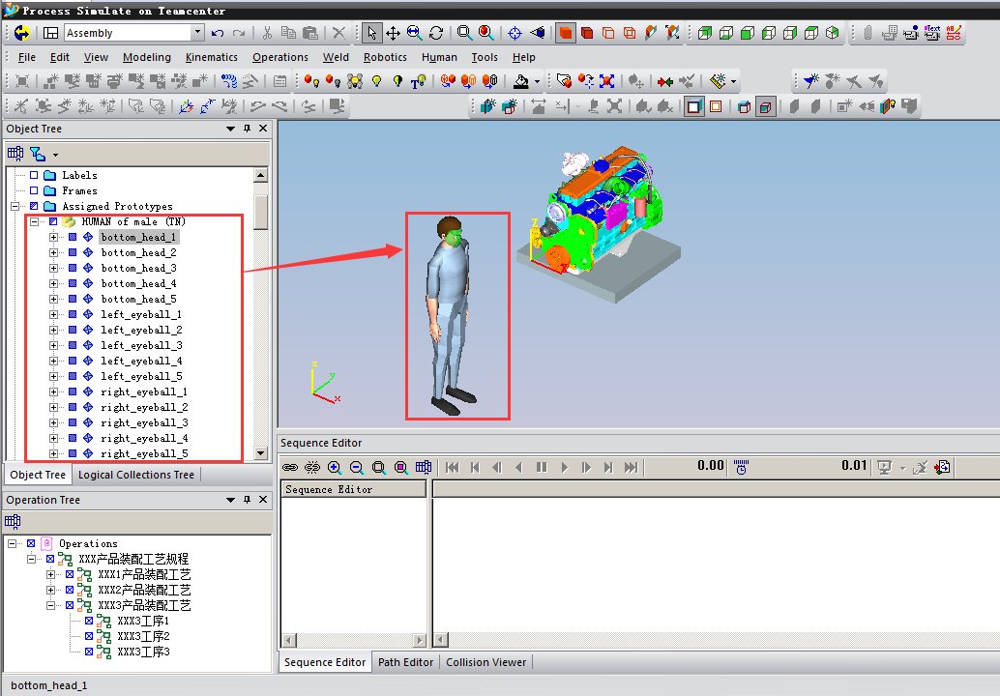 Process Simulate on Teamcenter
Assembly
File Edit View Modeling Kinematics Operations Weld Robotics Human Tools Help
Object Tree
Labels
Frames
Assigned Prototypes
HUMAN of male (TN)
bottom_head_1
bottom_head_2
bottom_head_3
bottom_head_4
bottom_head_5
left_eyeball_1
left_eyeball_2
left_eyeball_3
left_eyeball_4
left_eyeball_5
right_eyeball_1
right_eyeball_2
right_eyeball_3
right_eyeball_4
right_eyeball_5
Object Tree Logical Collections Tree
Z
z
y
x
Sequence Editor
0.00 0.01
Sequence Editor
Operation Tree
Operations
XXX产品装配工艺规程
XXX1产品装配工艺
XXX2产品装配工艺
XXX3产品装配工艺
XXX3工序1
XXX3工序2
XXX3工序3
Sequence Editor Path Editor Collision Viewer
bottom_head_1